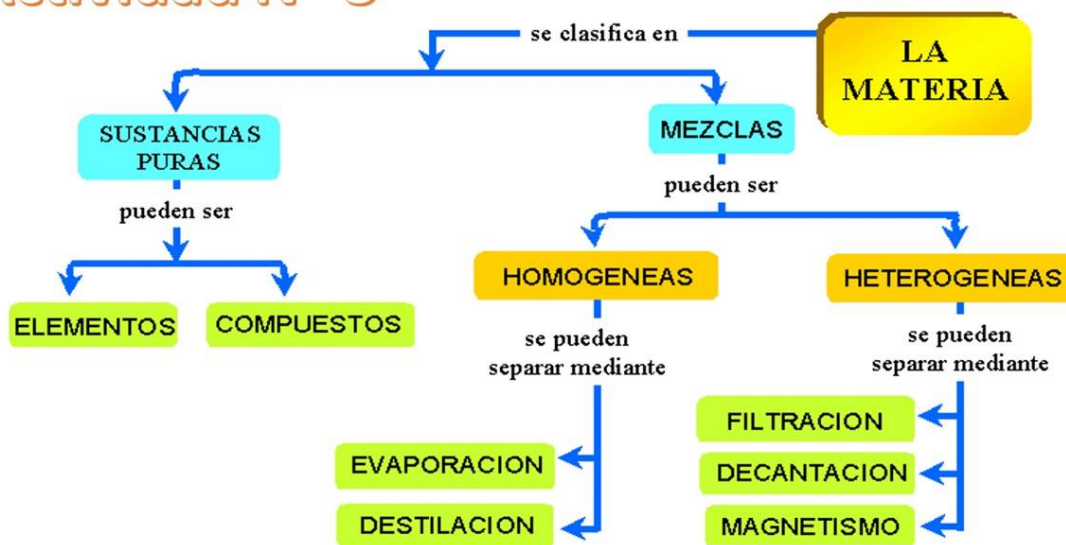 se clasifica en
LA
MATERIA
SUSTANCIAS
PURAS
MEZCLAS
pueden ser
pueden ser
HOMOGENEAS
HETEROGENEAS
ELEMENTOS
COMPUESTOS
se pueden
separar mediante
se pueden
separar mediante
FILTRACION
EVAPORACION
DECANTACION
DESTILACION
MAGNETISMO